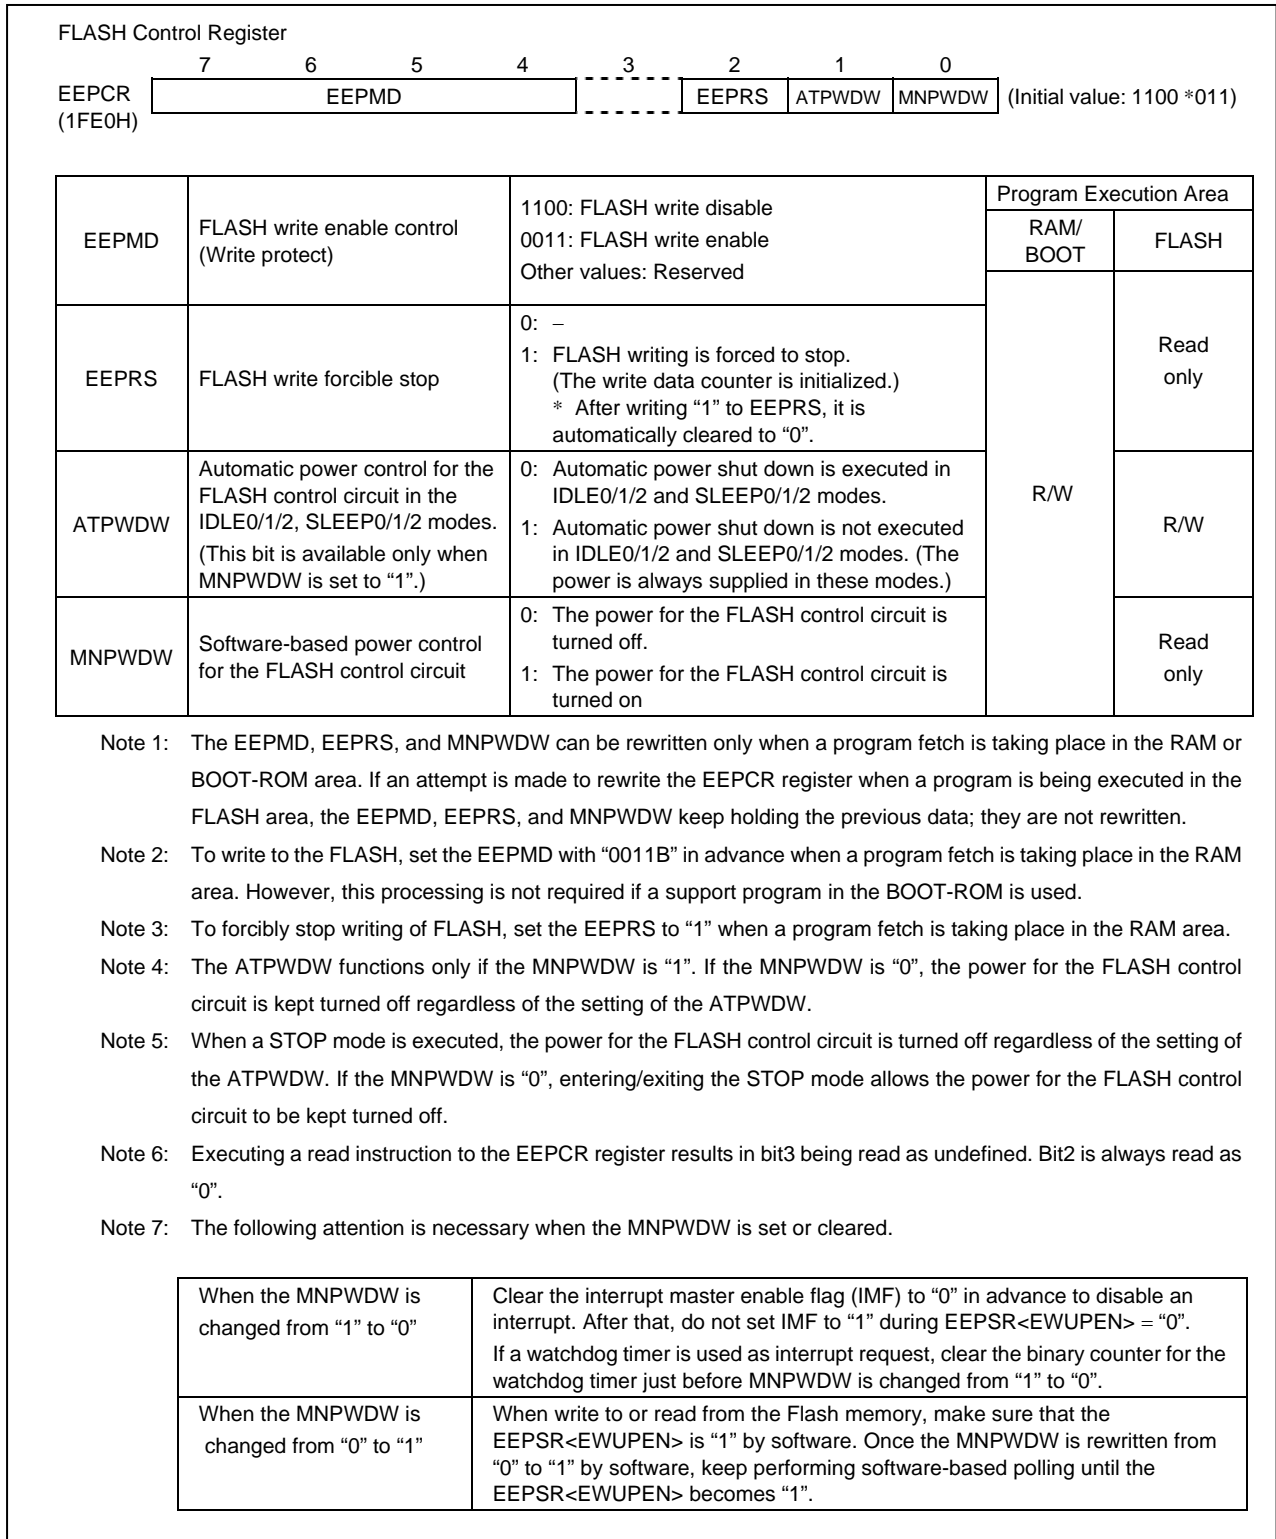 FLASH Control Register
7 6 5 4 3 2 1 0
EEPCR
(1FE0H)
EEPMD EEPRS ATPWDW MNPWDW (Initial value: 1100 *011)
Program Execution Area
RAM/
BOOT
FLASH
EEPMD
FLASH write enable control
(Write protect)
1100: FLASH write disable
0011: FLASH write enable
Other values: Reserved
R/W
Read
only
EEPRS
FLASH write forcible stop
0: –
1: FLASH writing is forced to stop.
(The write data counter is initialized.)
* After writing “1” to EEPRS, it is
automatically cleared to “0”.
ATPWDW
Automatic power control for the
FLASH control circuit in the
IDLE0/1/2, SLEEP0/1/2 modes.
(This bit is available only when
MNPWDW is set to “1”.)
0: Automatic power shut down is executed in
IDLE0/1/2 and SLEEP0/1/2 modes.
1: Automatic power shut down is not executed
in IDLE0/1/2 and SLEEP0/1/2 modes. (The
power is always supplied in these modes.)
R/W
MNPWDW
Software-based power control
for the FLASH control circuit
0: The power for the FLASH control circuit is
turned off.
1: The power for the FLASH control circuit is
turned on
Read
only
Note 1: The EEPMD, EEPRS, and MNPWDW can be rewritten only when a program fetch is taking place in the RAM or
BOOT-ROM area. If an attempt is made to rewrite the EEPCR register when a program is being executed in the
FLASH area, the EEPMD, EEPRS, and MNPWDW keep holding the previous data; they are not rewritten.
Note 2: To write to the FLASH, set the EEPMD with “0011B” in advance when a program fetch is taking place in the RAM
area. However, this processing is not required if a support program in the BOOT-ROM is used.
Note 3: To forcibly stop writing of FLASH, set the EEPRS to “1” when a program fetch is taking place in the RAM area.
Note 4: The ATPWDW functions only if the MNPWDW is “1”. If the MNPWDW is “0”, the power for the FLASH control
circuit is kept turned off regardless of the setting of the ATPWDW.
Note 5: When a STOP mode is executed, the power for the FLASH control circuit is turned off regardless of the setting of
the ATPWDW. If the MNPWDW is “0”, entering/exiting the STOP mode allows the power for the FLASH control
circuit to be kept turned off.
Note 6: Executing a read instruction to the EEPCR register results in bit3 being read as undefined. Bit2 is always read as
“0”.
Note 7: The following attention is necessary when the MNPWDW is set or cleared.
When the MNPWDW is
changed from “1” to “0”
Clear the interrupt master enable flag (IMF) to “0” in advance to disable an
interrupt. After that, do not set IMF to “1” during EEPSR<EWUPEN> = “0”.
If a watchdog timer is used as interrupt request, clear the binary counter for the
watchdog timer just before MNPWDW is changed from “1” to “0”.
When the MNPWDW is
changed from “0” to “1”
When write to or read from the Flash memory, make sure that the
EEPSR<EWUPEN> is “1” by software. Once the MNPWDW is rewritten from
“0” to “1” by software, keep performing software-based polling until the
EEPSR<EWUPEN> becomes “1”.